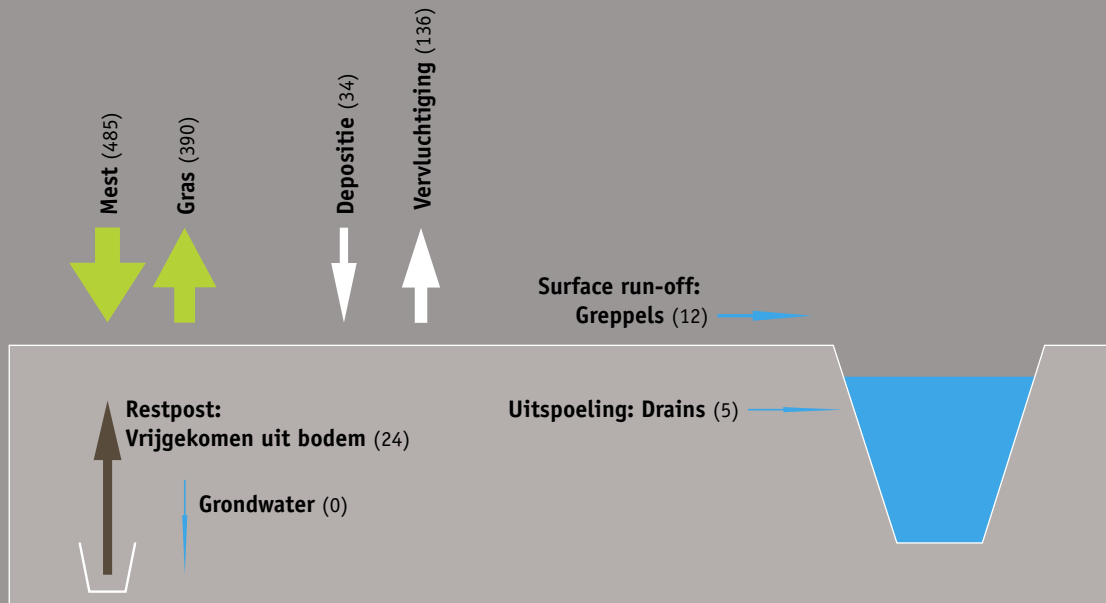 Mest (485)
Gras (390)
Depositie (34)
Vervluchtiging (136)
Surface run-off:
Greppels (12)
Restpost:
Vrijgekomen uit bodem (24)
Uitspoeling: Drains (5)
Grondwater (0)